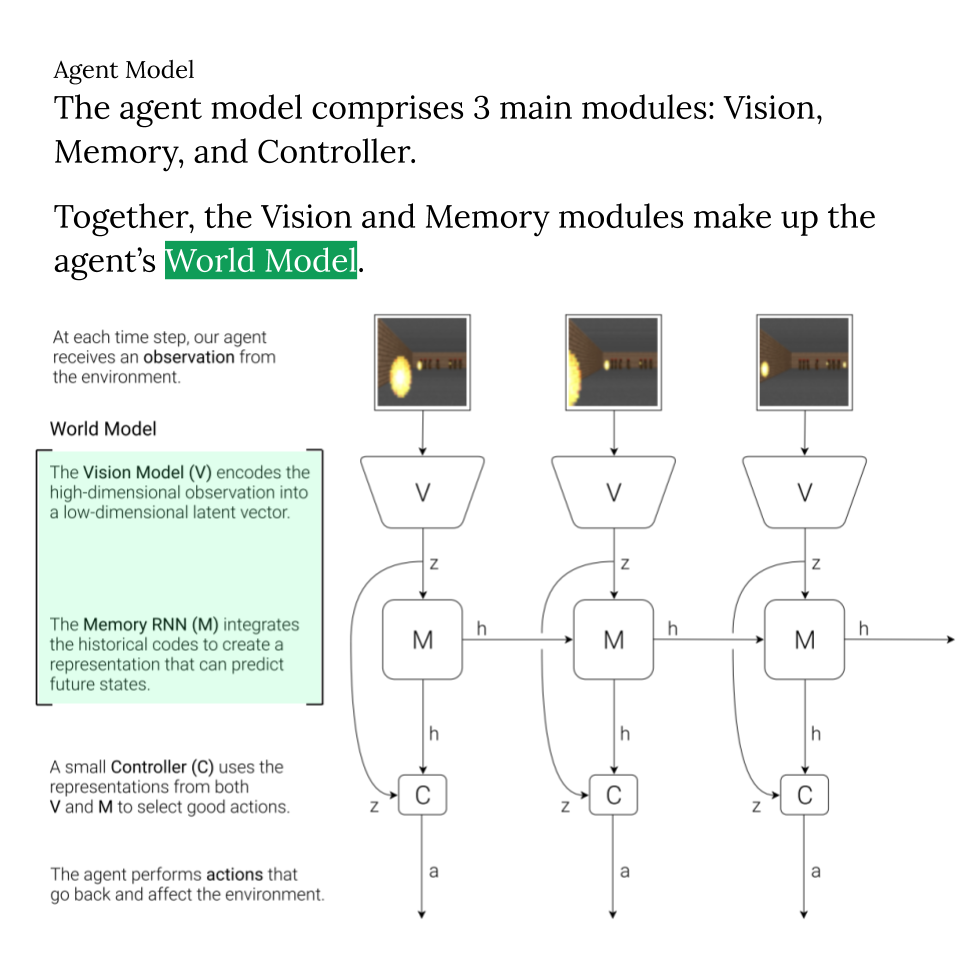 Agent Model
The agent model comprises 3 main modules: Vision,
Memory, and Controller.
Together, the Vision and Memory modules make up the
agent’s World Model.
At each time step, our agent
receives an observation from
the environment.
World Model
The Vision Model (V) encodes the
high-dimensional observation into
a low-dimensional latent vector.
The Memory RNN (M) integrates
the historical codes to create a
representation that can predict
future states.
A small Controller (C) uses the
representations from both
V and M to select good actions.
The agent performs actions that
go back and affect the environment.
V V V
z z z
M h M h M h
h h h
z C z C z C
a a a